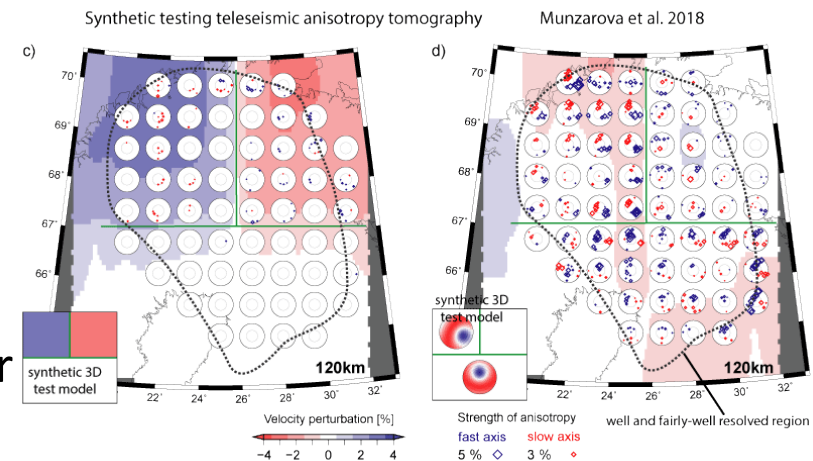 Synthetic testing teleseismic anisotropy tomography
Munzarova et al. 2018
c)
70˚
69˚
68˚
67˚
66˚
r
synthetic 3D
test model
120km
22˚
24˚
26˚
28˚
30˚
32˚
Velocity perturbation [%]
−4 −2 0 2 4
d)
70˚
69˚
68˚
67˚
66˚
synthetic 3D
test model
120km
22˚
24˚
26˚
28˚
30˚
32˚
well and fairly-well resolved region
Strength of anisotropy
fast axis slow axis
5 % 3 %